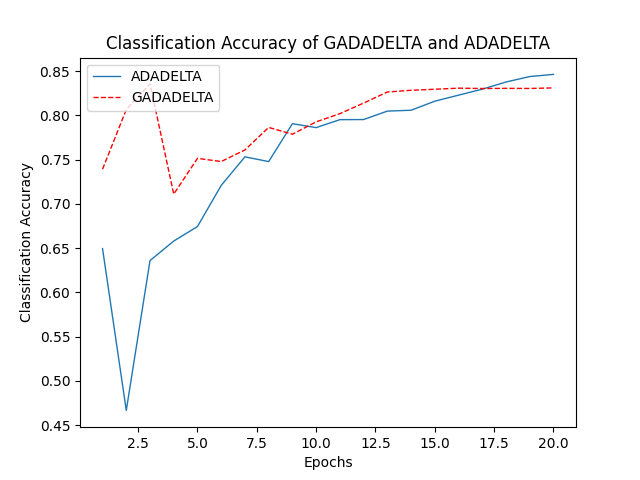 Classification Accuracy of GADADELTA and ADADELTA
ADADELTA
GADADELTA
0.85
0.80
0.75
0.70
0.65
0.60
0.55
0.50
0.45
Classification Accuracy
2.5 5.0 7.5 10.0 12.5 15.0 17.5 20.0
Epochs